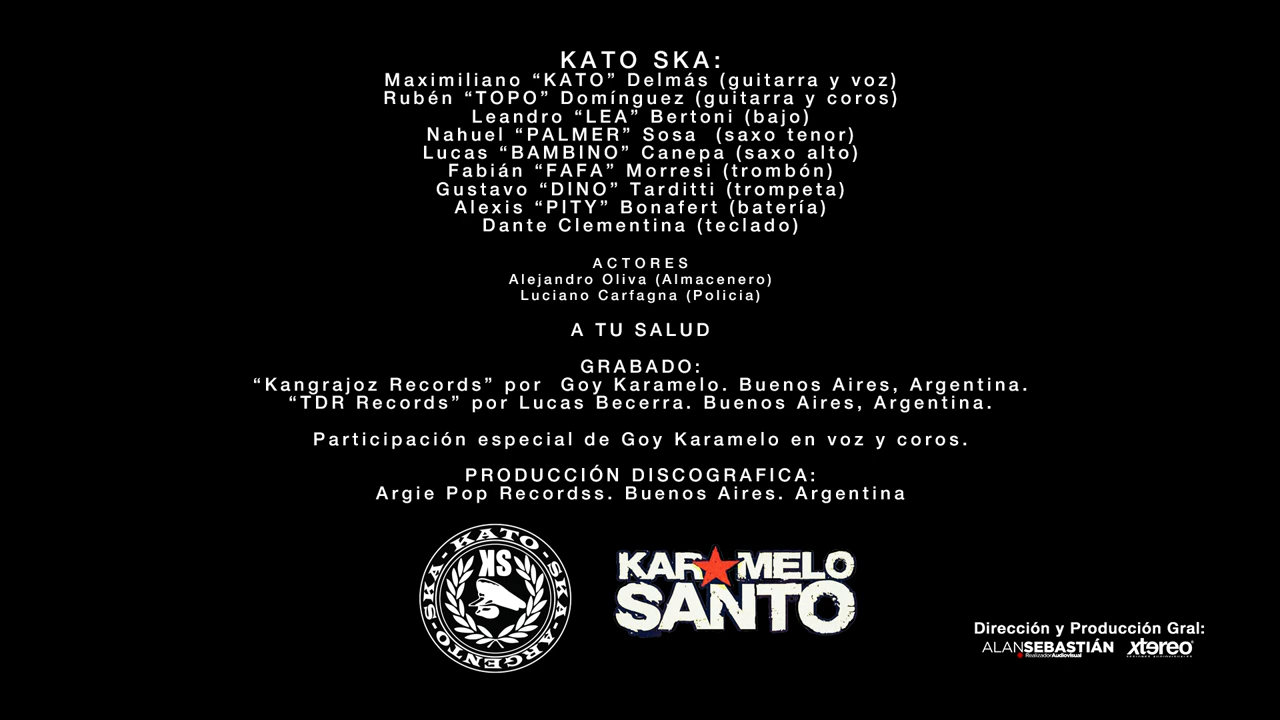 KATO SKA:
Maximiliano “KATO” Delmás (guitarra y voz)
Rubén “TOPO” Domínguez (guitarra y coros)
Leandro “LEA” Bertoni (bajo)
Nahuel “PALMER” Sosa (saxo tenor)
Lucas “BAMBINO” Canepa (saxo alto)
Fabián “FAFA” Morresi (trombón)
Gustavo “DINO” Tarditti (trompeta)
Alexis “PITY” Bonafert (batería)
Dante Clementina (teclado)
ACTORES
Alejandro Oliva (Almacenero)
Luciano Carfagna (Policia)
A TU SALUD
GRABADO:
“Kangrajoz Records” por Goy Karamelo. Buenos Aires, Argentina.
“TDR Records” por Lucas Becerra. Buenos Aires, Argentina.
Participación especial de Goy Karamelo en voz y coros.
PRODUCCIÓN DISCOGRAFICA:
Argie Pop Recordss. Buenos Aires. Argentina
KATO-SKA-ARGENTO-SKA-
SK
KAR★MELO
SANTO
Dirección y Producción Gral:
ALANSEBASTIÁN
RealizadorAudiovisual
xtereo